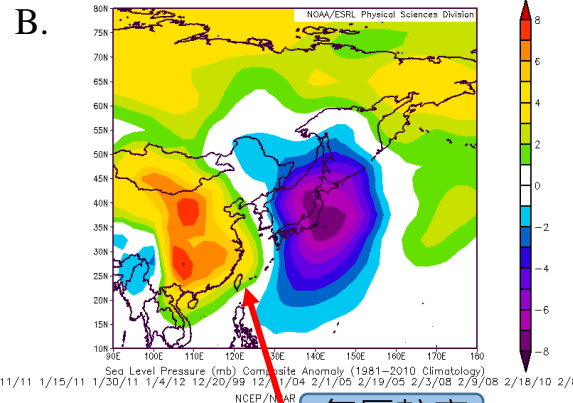 B.
NOAA/ESRL Physical Sciences Division
80N
75N
70N
65N
60N
55N
50N
45N
40N
35N
30N
25N
20N
15N
10N
90E 100E 110E 120E 130E 140E 150E 160E 170E 180
8
6
4
2
0
-2
-4
-6
-8
Sea Level Pressure (mb) Composite Anomaly (1981-2010 Climatology)
11/11 1/15/11 1/30/11 1/4/12 12/20/99 12/ /04 2/1/05 2/19/05 2/3/08 2/9/08 2/18/10 2/
NCEP/NCAR